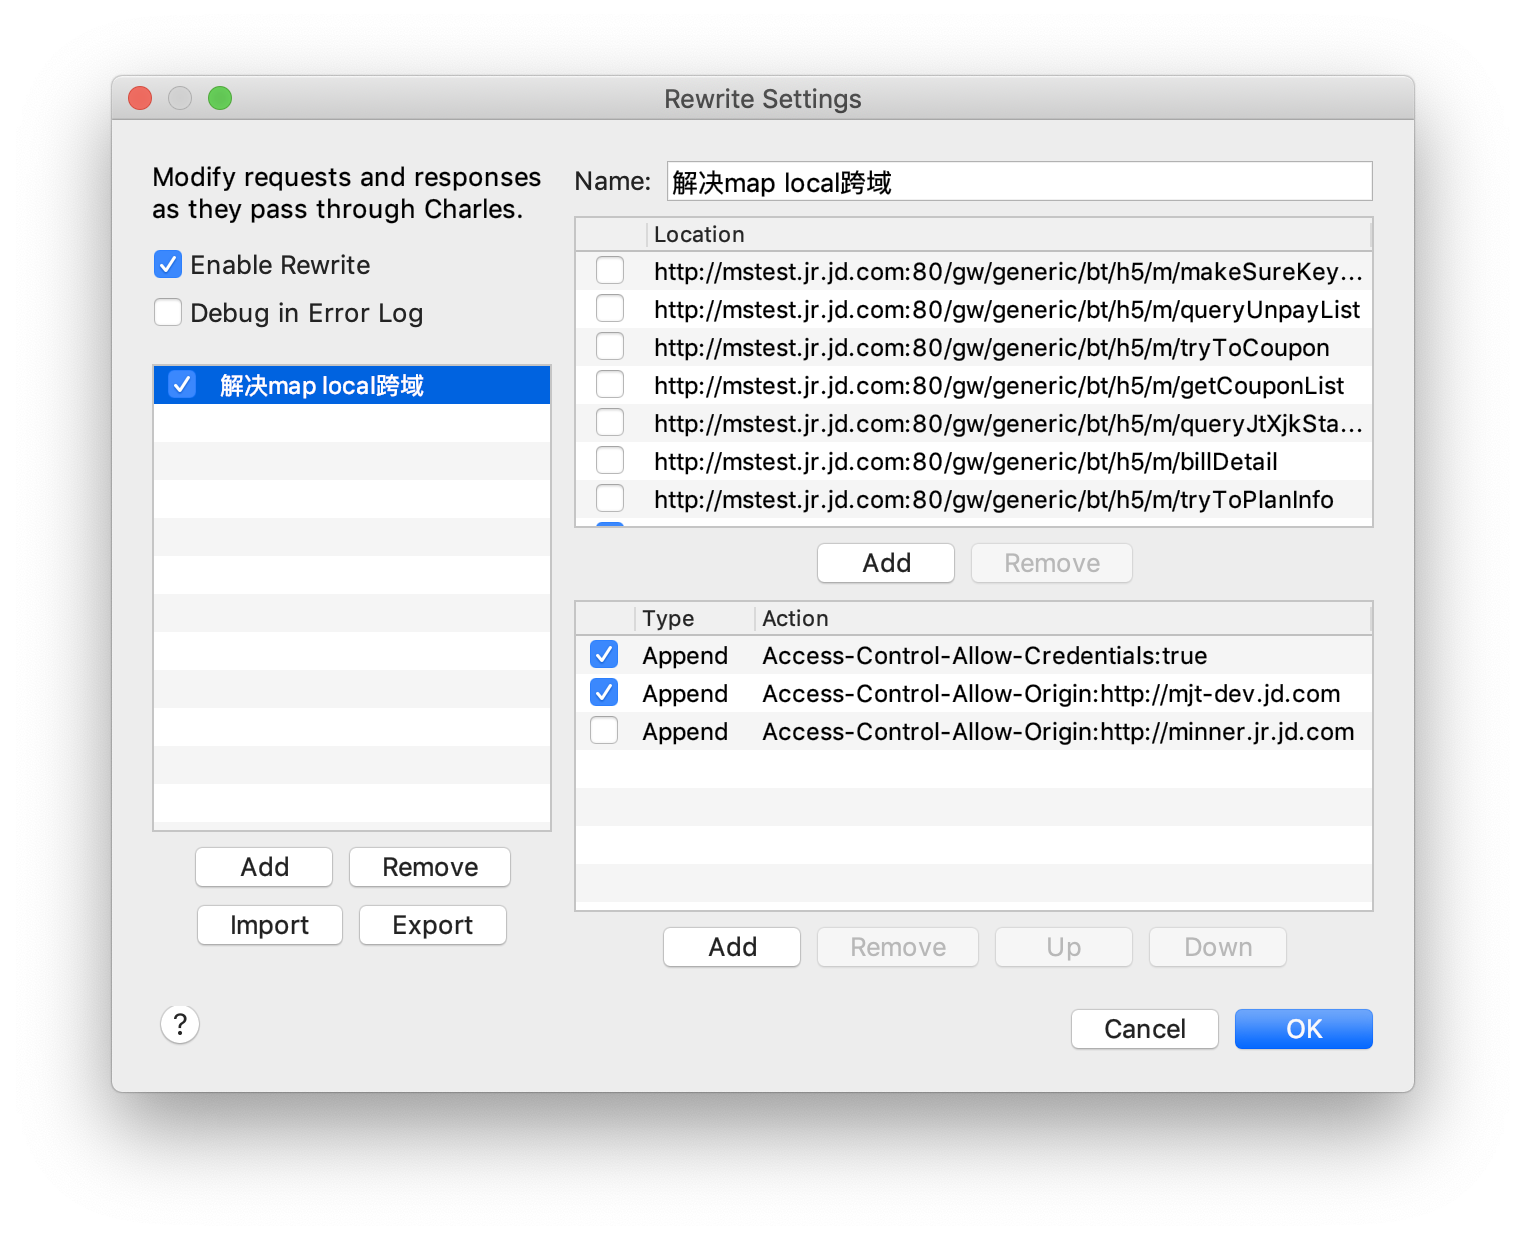 Rewrite Settings
Modify requests and responses
as they pass through Charles.
Enable Rewrite
Debug in Error Log
解决map local跨域
Add
Remove
Import
Export
?
Name:
解决map local跨域
Location
http://mstest.jr.jd.com:80/gw/generic/bt/h5/m/makeSureKey...
http://mstest.jr.jd.com:80/gw/generic/bt/h5/m/queryUnpayList
http://mstest.jr.jd.com:80/gw/generic/bt/h5/m/tryToCoupon
http://mstest.jr.jd.com:80/gw/generic/bt/h5/m/getCouponList
http://mstest.jr.jd.com:80/gw/generic/bt/h5/m/queryJtXjkSta...
http://mstest.jr.jd.com:80/gw/generic/bt/h5/m/billDetail
http://mstest.jr.jd.com:80/gw/generic/bt/h5/m/tryToPlanInfo
Add
Remove
Type Action
Append Access-Control-Allow-Credentials:true
Append Access-Control-Allow-Origin:http://mjt-dev.jd.com
Append Access-Control-Allow-Origin:http://minner.jr.jd.com
Add
Remove
Up
Down
Cancel
OK